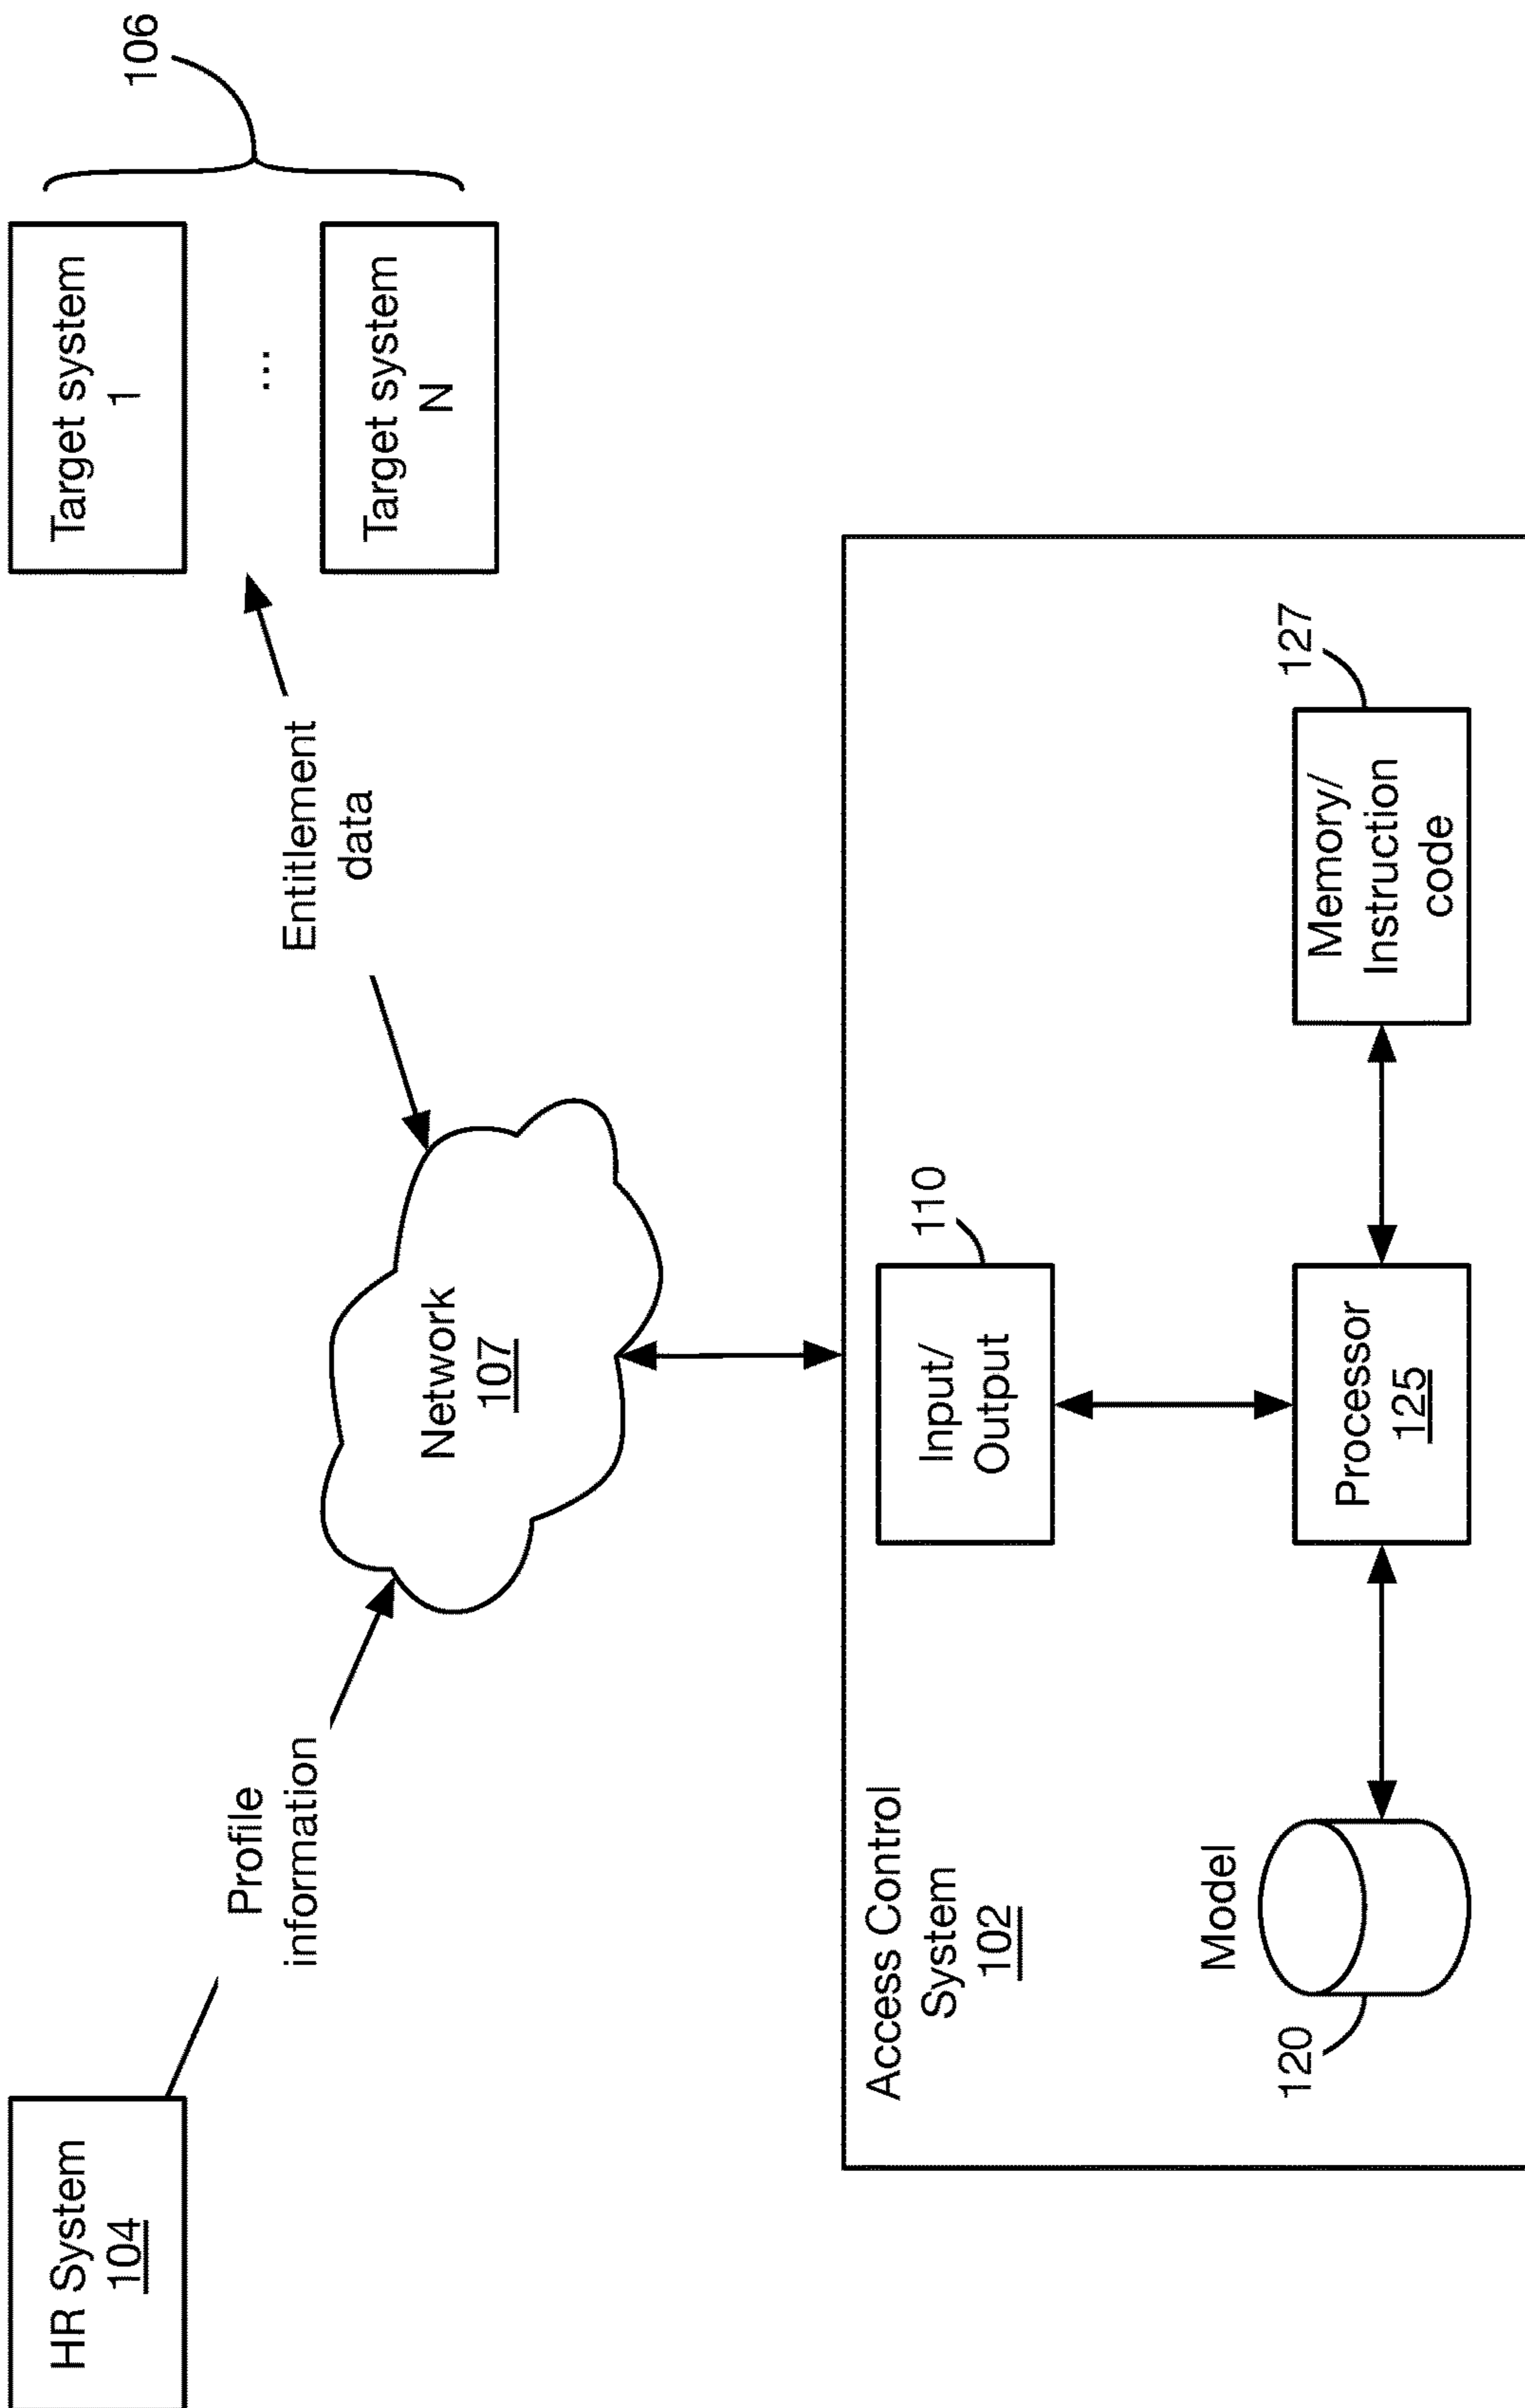 HR System
104
Profile
information
Network
107
Entitlement
data
Target system
1
...
Target system
N
106
Access Control
System
102
Input/
Output
110
Model
120
Processor
125
Memory/
Instruction
code
127